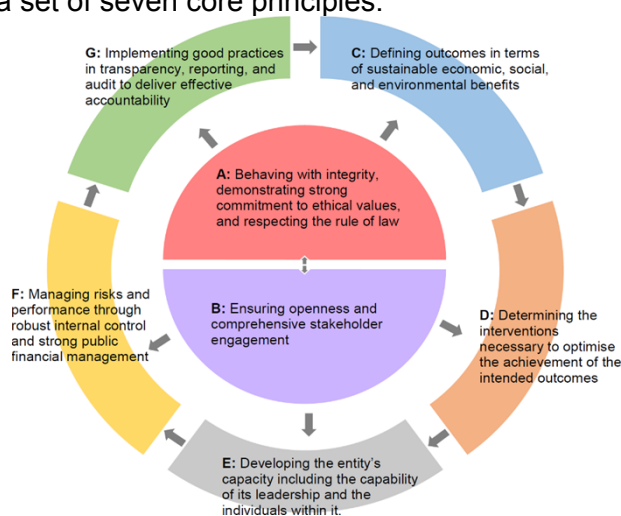 a set of seven core principles.
G: Implementing good practices
in transparency, reporting, and
audit to deliver effective
accountability
C: Defining outcomes in terms
of sustainable economic, social,
and environmental benefits
A: Behaving with integrity,
demonstrating strong
commitment to ethical values,
and respecting the rule of law
F: Managing risks and
performance through
robust internal control
and strong public
financial management
B: Ensuring openness and
comprehensive stakeholder
engagement
D: Determining the
interventions
necessary to optimise
the achievement of the
intended outcomes
E: Developing the entity's
capacity including the capability
of its leadership and the
individuals within it.